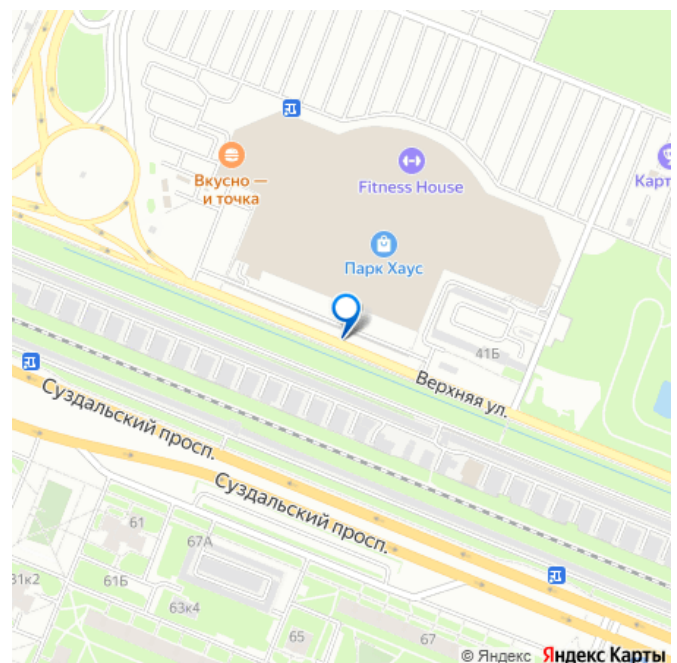 Вкусно —
и точка
Fitness House
Карт
Парк Хаус
41Б
Верхняя ул.
Суздальский просп.
Суздальский просп.
61
67А
31к2
61Б
63к4
65
67
© Яндекс Яндекс Карты